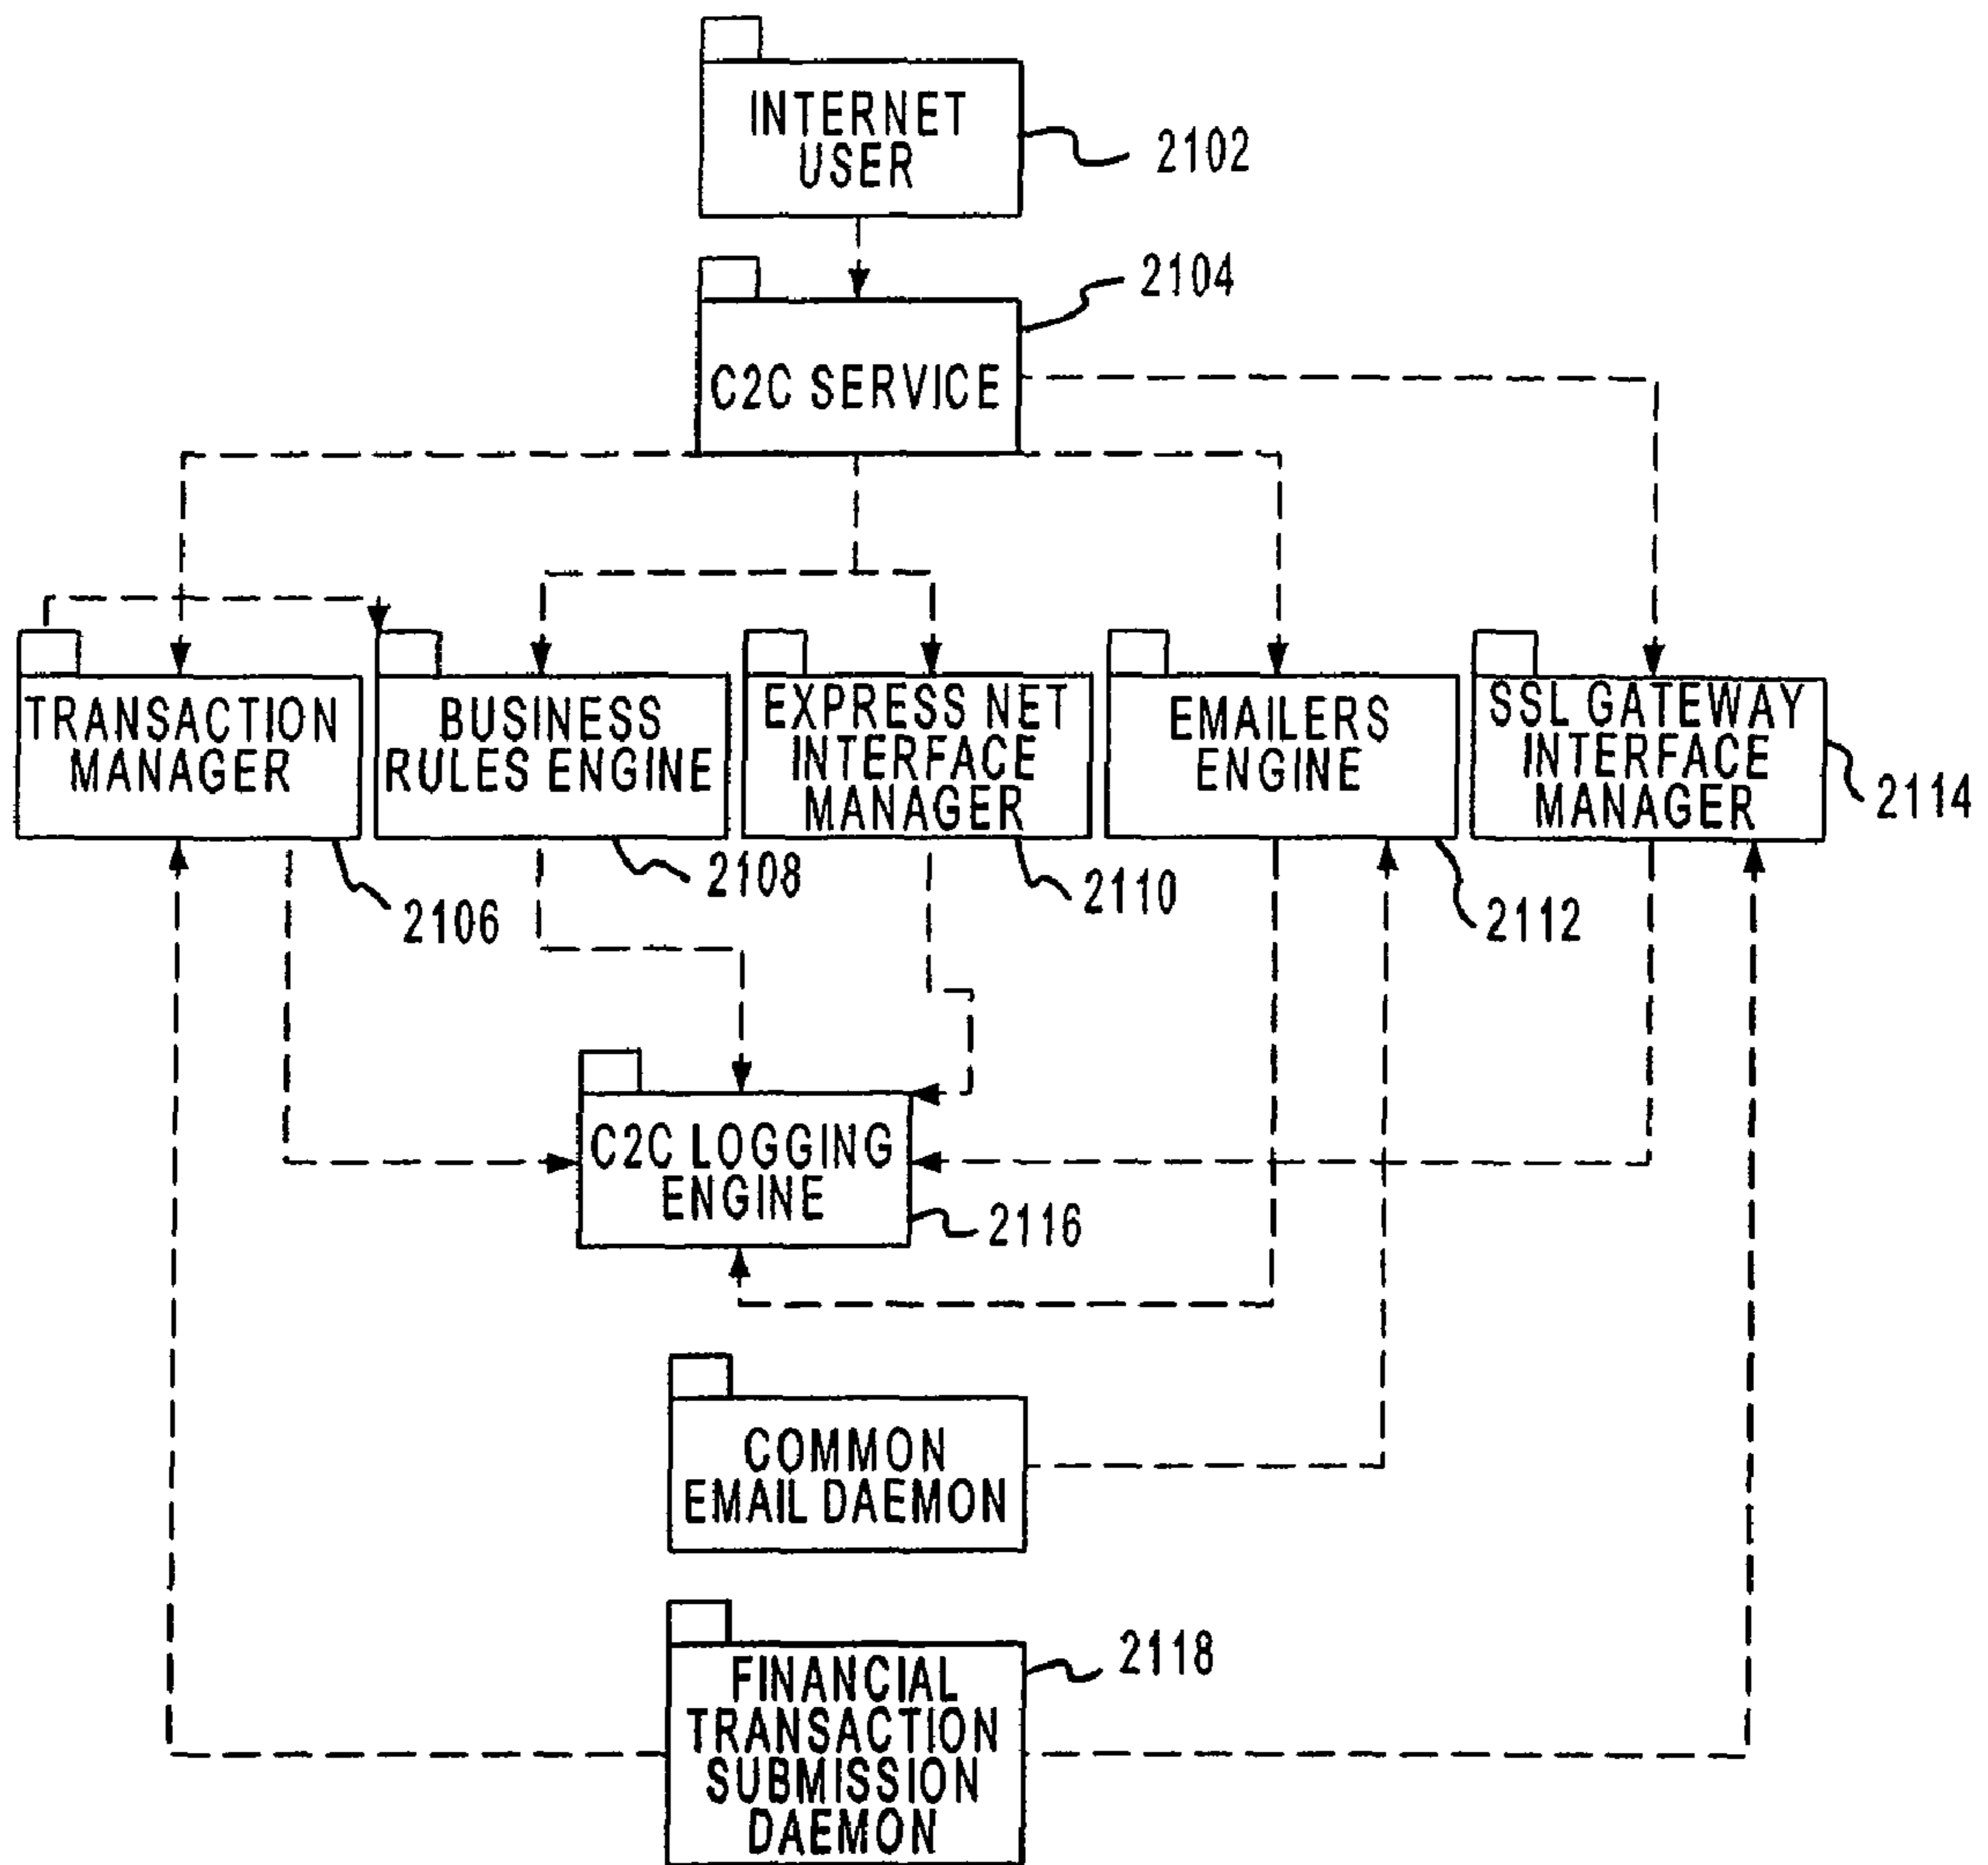 INTERNET
USER
2102
2104
C2C SERVICE
TRANSACTION
MANAGER
BUSINESS
RULES ENGINE
EXPRESS NET
INTERFACE
MANAGER
EMAILERS
ENGINE
SSL GATEWAY
INTERFACE
MANAGER
2114
2108
2110
2106
2112
C2C LOGGING
ENGINE
2116
COMMON
EMAIL DAEMON
2118
FINANCIAL
TRANSACTION
SUBMISSION
DAEMON